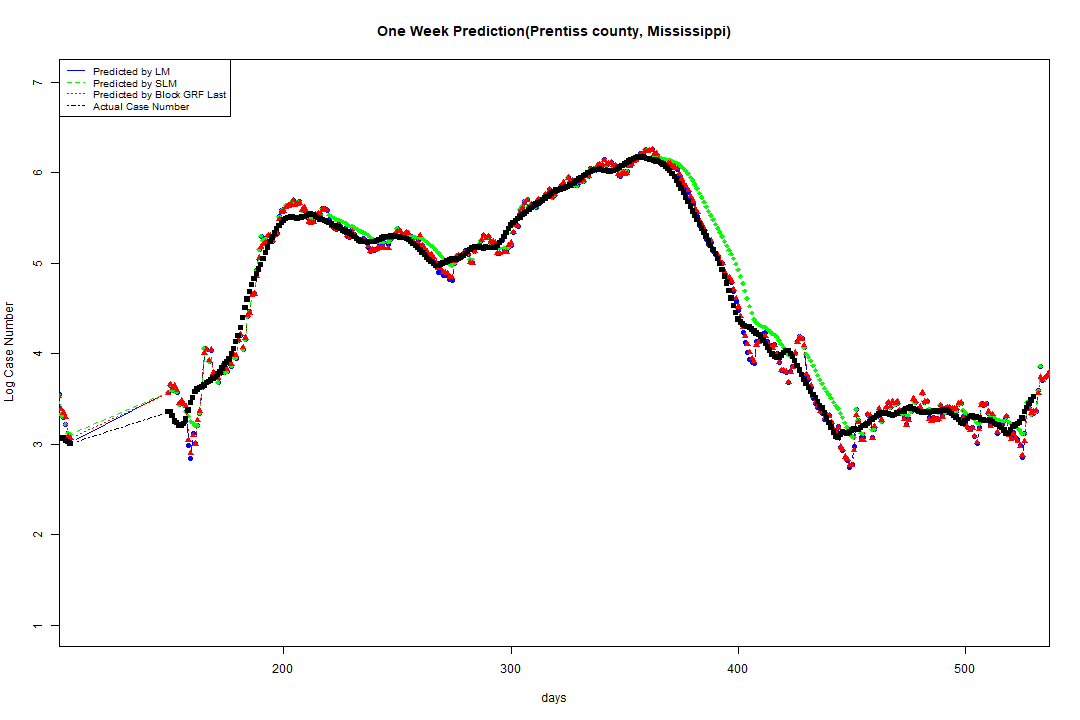 One Week Prediction(Prentiss county, Mississippi)
Predicted by LM
Predicted by SLM
Predicted by Block GRF Last
Actual Case Number
7
6
5
4
3
2
1
Log Case Number
200 300 400 500
days